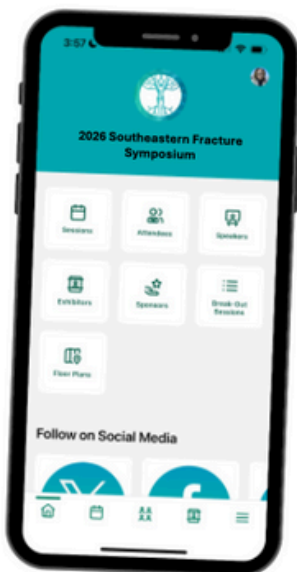 3:57
2026 Southeastern Fracture
Symposium
Sessions
Attendees
Speakers
Exhibitors
Sponsors
Break-Out
Sessions
Floor Plans
Follow on Social Media